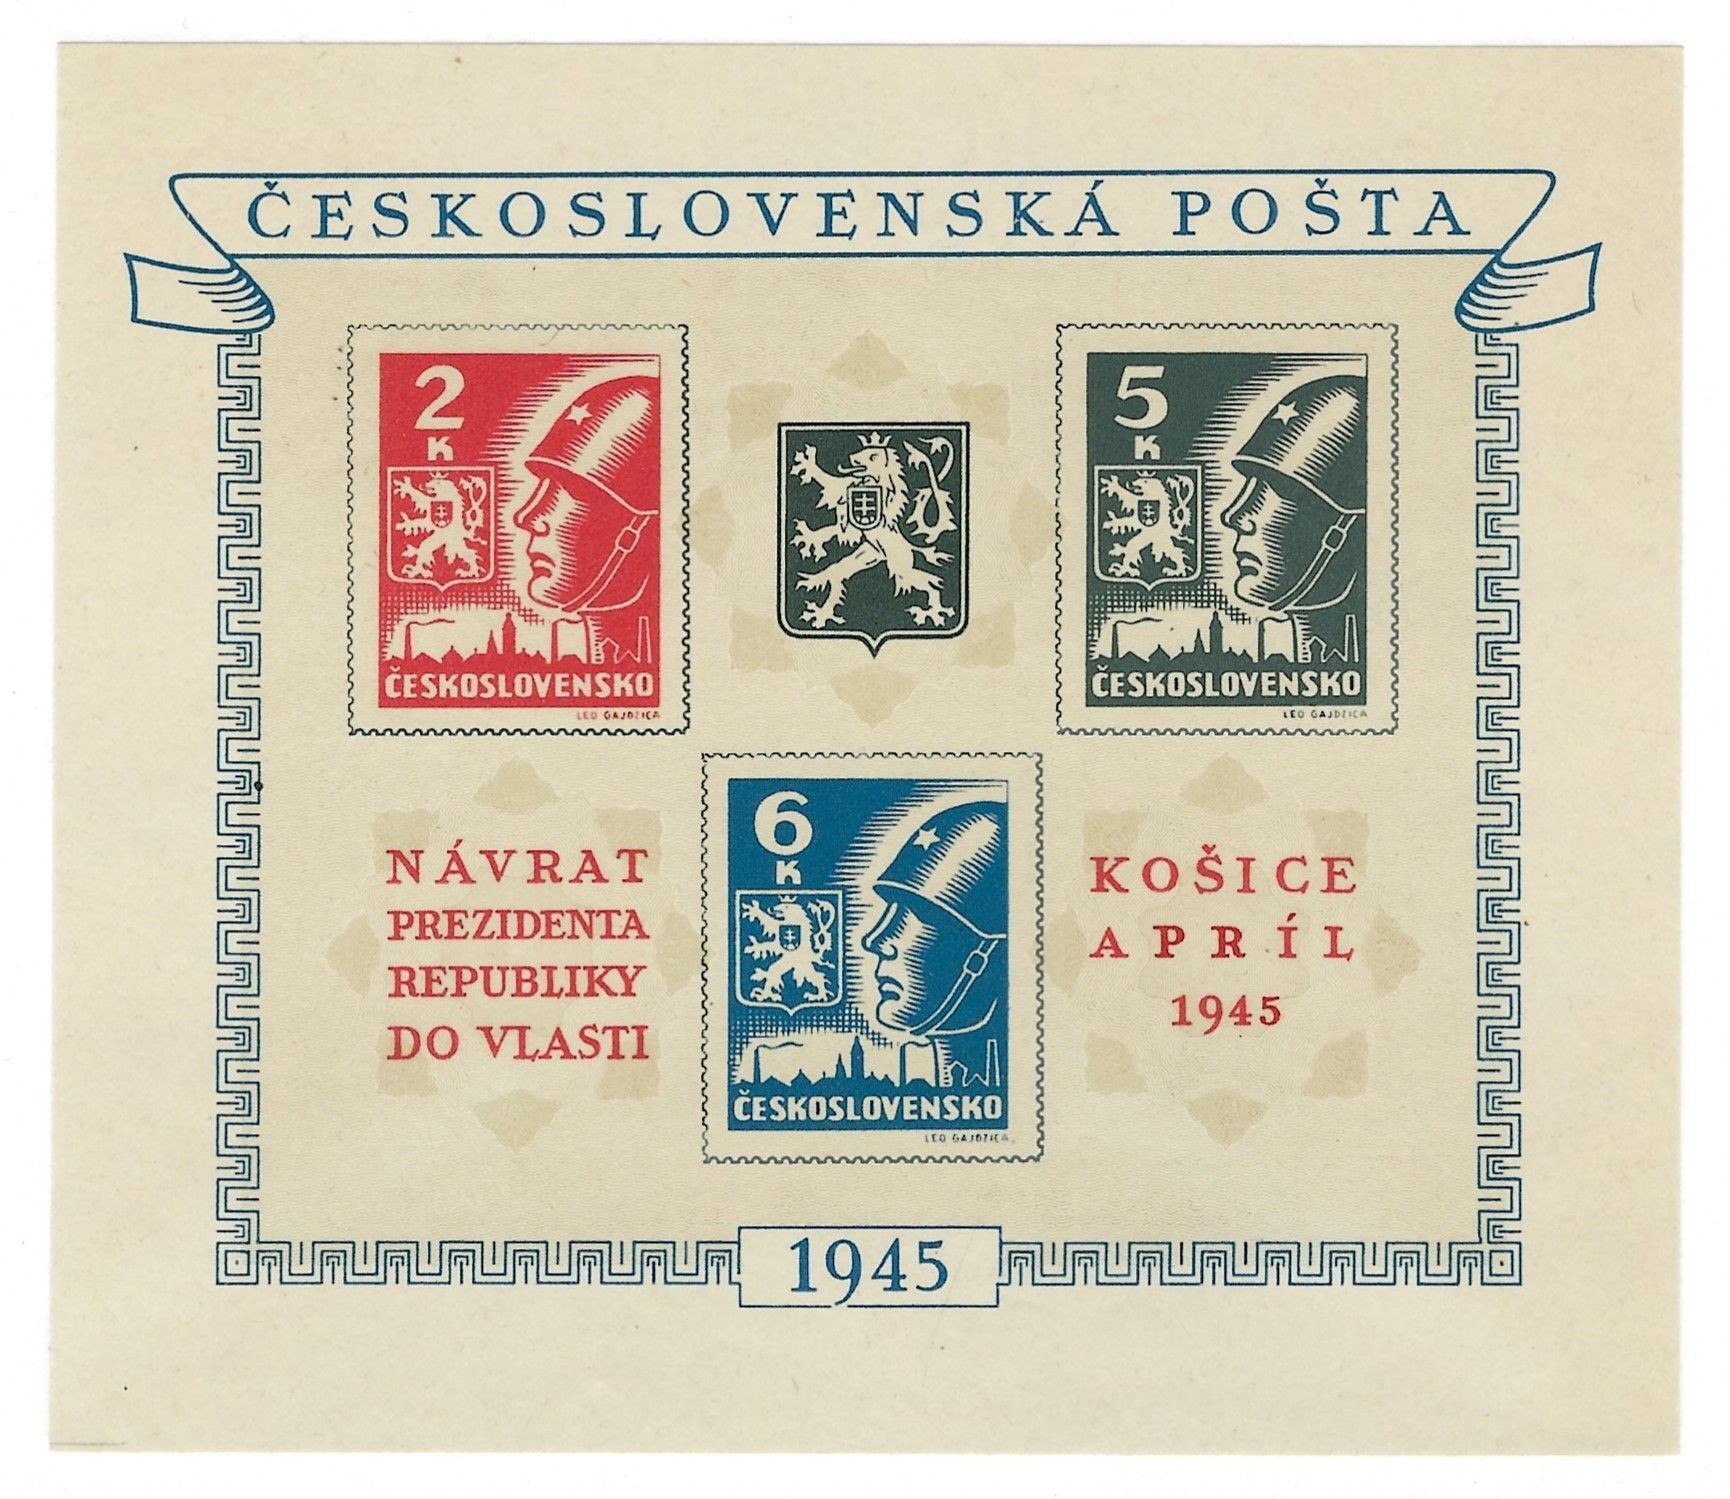 ČESKOSLOVENSKÁ POŠTA
2
K
ČESKOSLOVENSKO
LEO GAJDZICA
5
K
ČESKOSLOVENSKO
LEO GAJDZICA
NÁVRAT
PREZIDENTA
REPUBLIKY
DO VLASTI
6
K
ČESKOSLOVENSKO
LEO GAJDZICA
KOŠICE
APRÍL
1945
1945